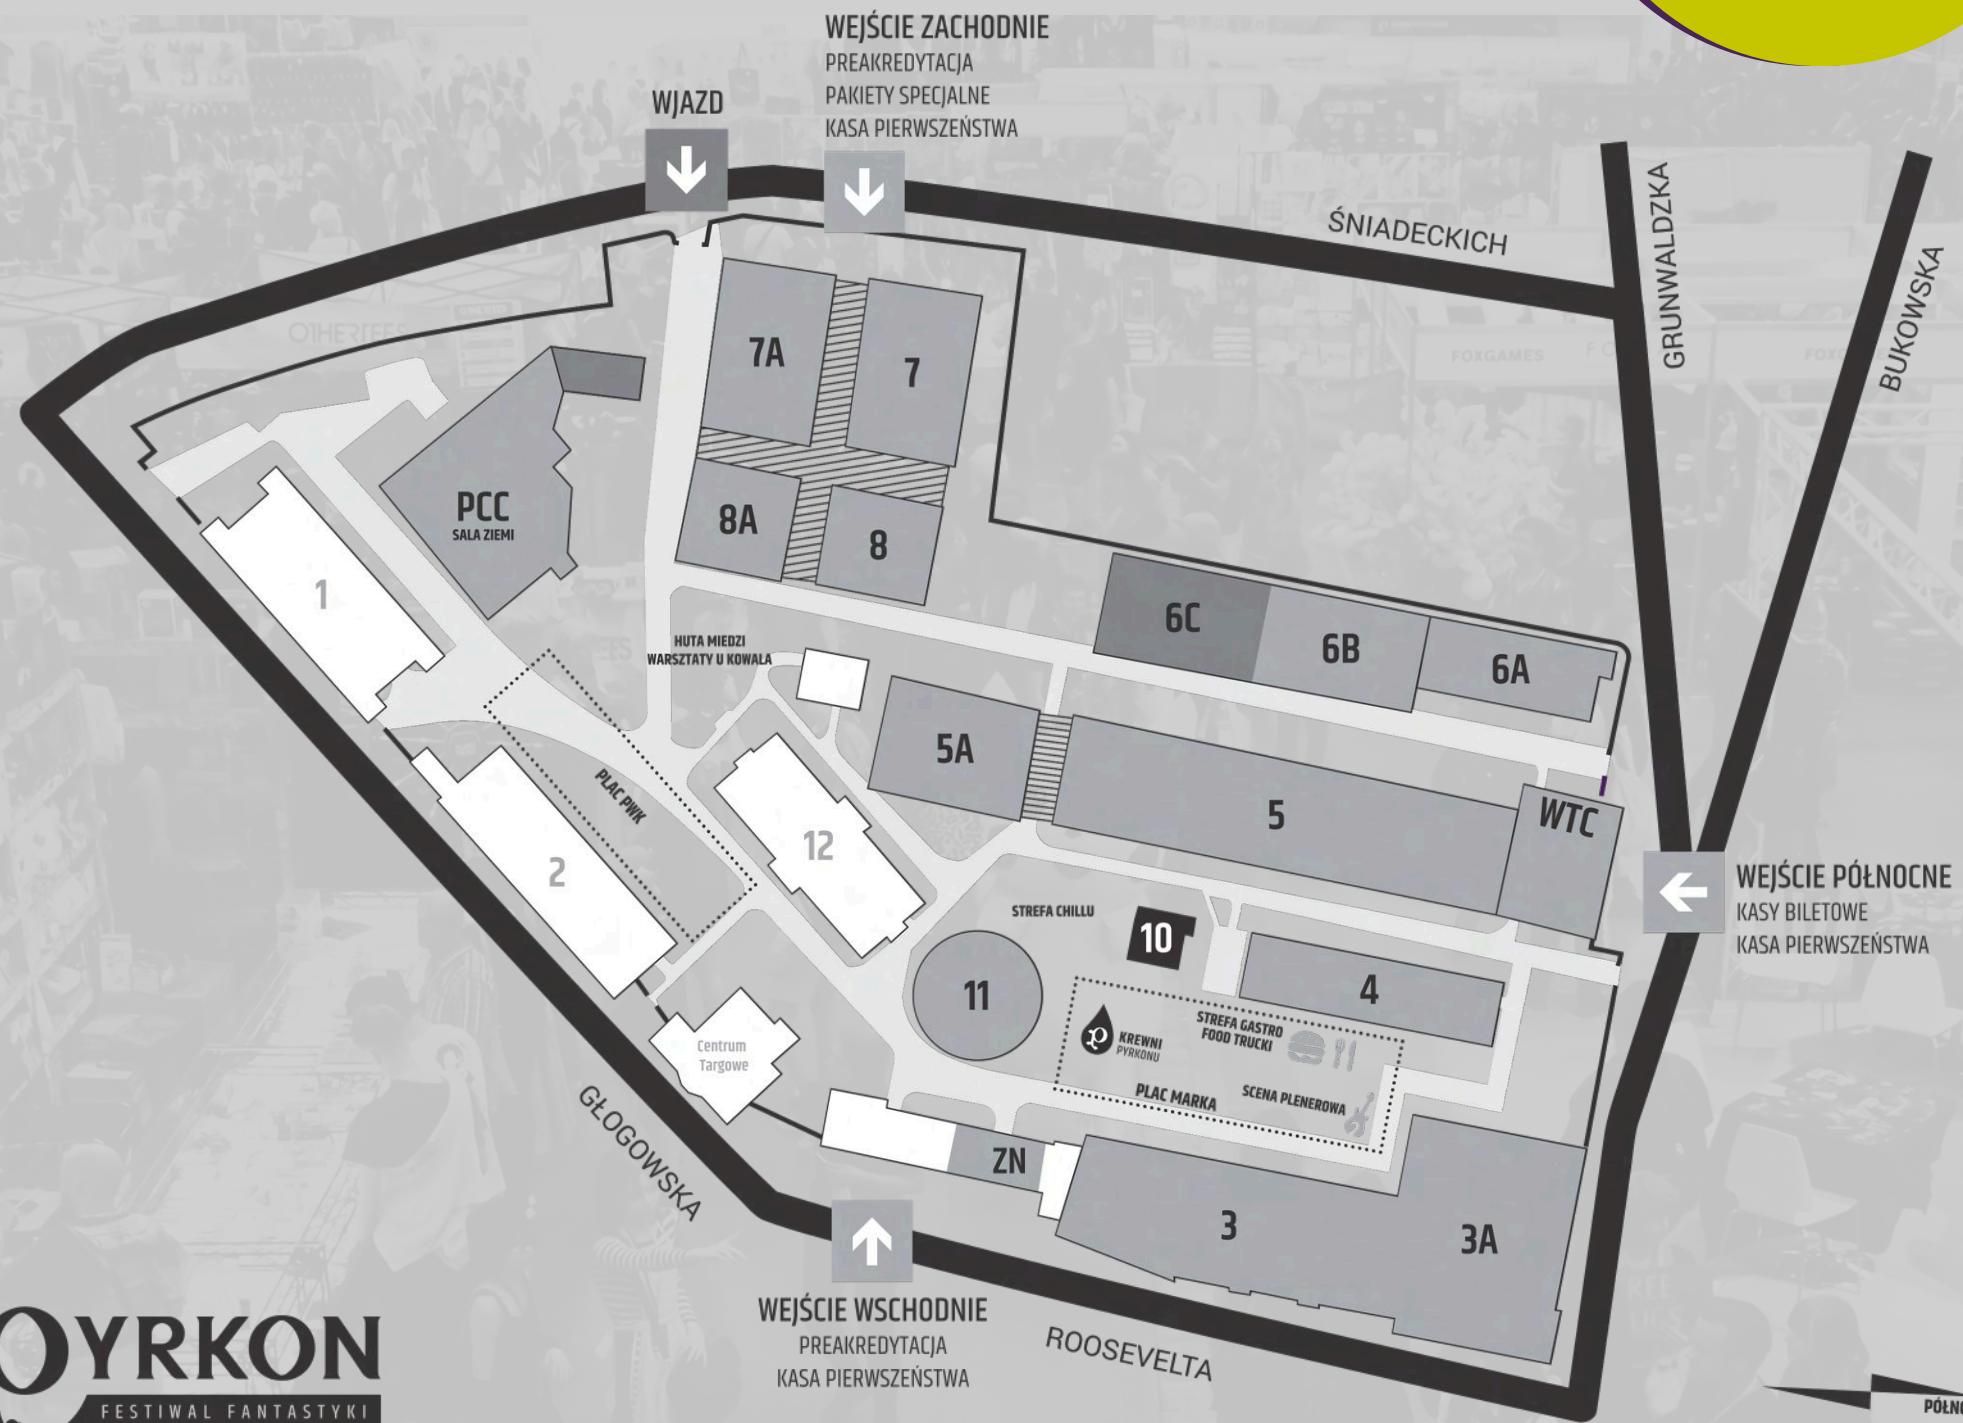 WEJŚCIE ZACHODNIE
PREAKREDYTACJA
PAKIETY SPECJALNE
KASA PIERWSZEŃSTWA
WJAZD
ŚNIADECKICH
GRUNWALDZKA
BUKOWSKA
OTHERTEES
FOXGAMES
7A
7
PCC
SALA ZIEMI
8A
8
1
6C
6B
6A
HUTA MIEDZI
WARSZTATY U KOWALA
5A
5
WTC
PLAC PWK
12
2
WEJŚCIE PÓŁNOCNE
KASY BILETOWE
KASA PIERWSZEŃSTWA
STREFA CHILLU
10
11
4
KREWNI
PYRKONU
STREFA GASTRO
FOOD TRUCKI
Centrum
Targowe
PLAC MARKA
SCENA PLENEROWA
GŁOGOWSKA
ZN
3
3A
WEJŚCIE WSCHODNIE
PREAKREDYTACJA
KASA PIERWSZEŃSTWA
ROOSEVELTA
PYRKON
FESTIWAL FANTASTYKI